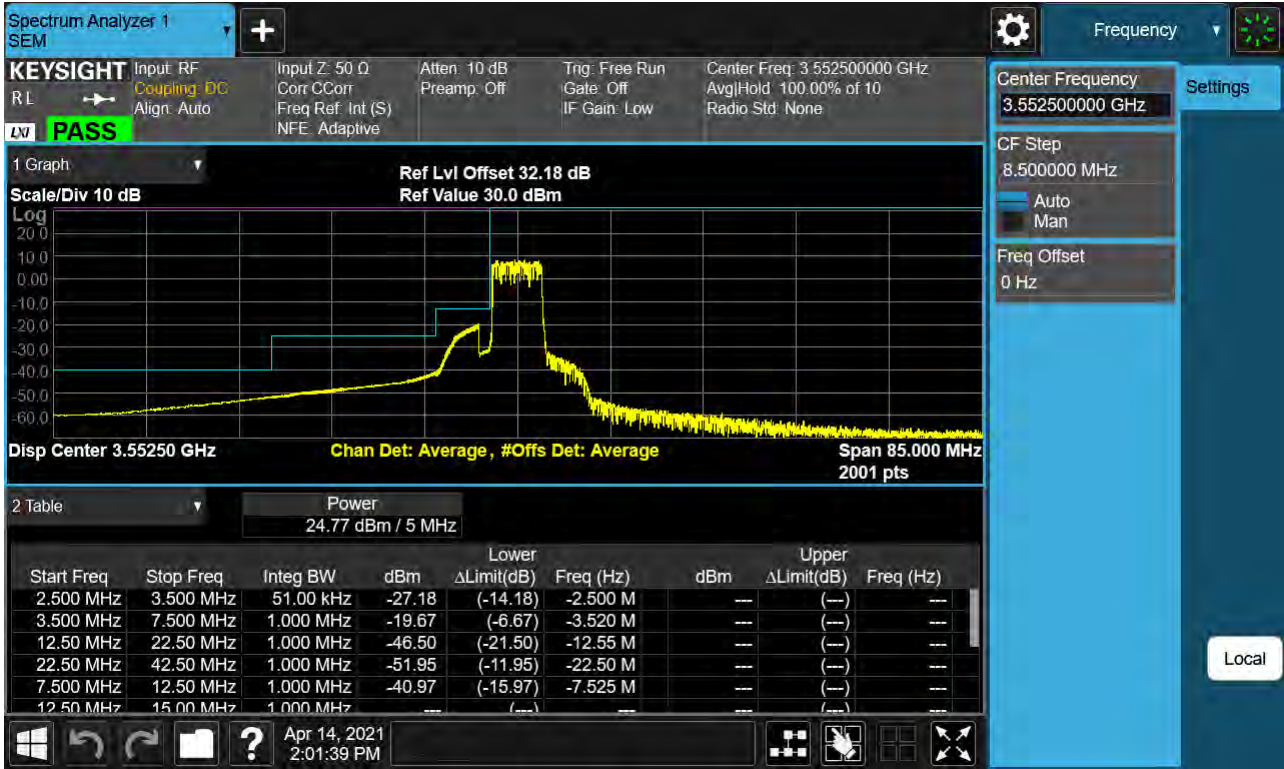 Spectrum Analyzer 1
SEM
+
Frequency
KEYSIGHT
RL
LXI
PASS
Input: RF
Coupling: DC
Align: Auto
Input Z: 50 Ω
Corr CCorr
Freq Ref: Int (S)
NFE: Adaptive
Atten: 10 dB
Preamp: Off
Trig: Free Run
Gate: Off
IF Gain: Low
Center Freq: 3.552500000 GHz
Avg|Hold: 100.00% of 10
Radio Std: None
Center Frequency
3.552500000 GHz
Settings
CF Step
8.500000 MHz
Auto
Man
Freq Offset
0 Hz
1 Graph
Scale/Div 10 dB
Ref Lvl Offset 32.18 dB
Ref Value 30.0 dBm
Log
20.0
10.0
0.00
-10.0
-20.0
-30.0
-40.0
-50.0
-60.0
Disp Center 3.55250 GHz
Chan Det: Average, #Offs Det: Average
Span 85.000 MHz
2001 pts
2 Table
Power
24.77 dBm / 5 MHz
Lower Upper
Start Freq Stop Freq Integ BW dBm ΔLimit(dB) Freq (Hz) dBm ΔLimit(dB) Freq (Hz)
2.500 MHz 3.500 MHz 51.00 kHz -27.18 (-14.18) -2.500 M --- (---) ---
3.500 MHz 7.500 MHz 1.000 MHz -19.67 (-6.67) -3.520 M --- (---) ---
12.50 MHz 22.50 MHz 1.000 MHz -46.50 (-21.50) -12.55 M --- (---) ---
22.50 MHz 42.50 MHz 1.000 MHz -51.95 (-11.95) -22.50 M --- (---) ---
7.500 MHz 12.50 MHz 1.000 MHz -40.97 (-15.97) -7.525 M --- (---) ---
12.50 MHz 15.00 MHz 1.000 MHz --- (---) --- --- (---) ---
Local
?
Apr 14, 2021
2:01:39 PM